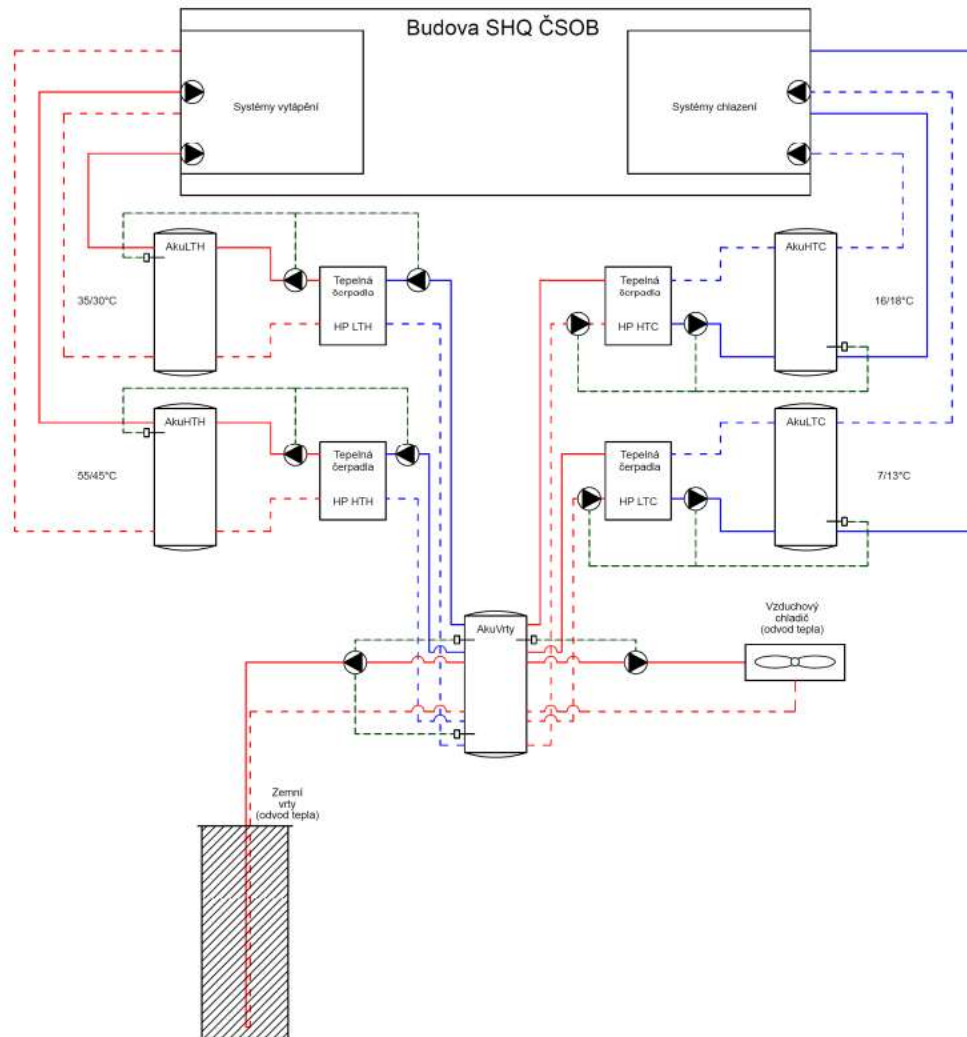 Budova SHQ ČSOB
Systémy vytápění
Systémy chlazení
AkuLTH
35/30°C
Tepelná
čerpadla
HP LTH
Tepelná
čerpadla
HP HTC
AkuHTC
16/18°C
AkuHTH
55/45°C
Tepelná
čerpadla
HP HTH
Tepelná
čerpadla
HP LTC
AkuLTC
7/13°C
AkuVrty
Vzduchový
chladič
(odvod tepla)
Zemní
vrty
(odvod tepla)